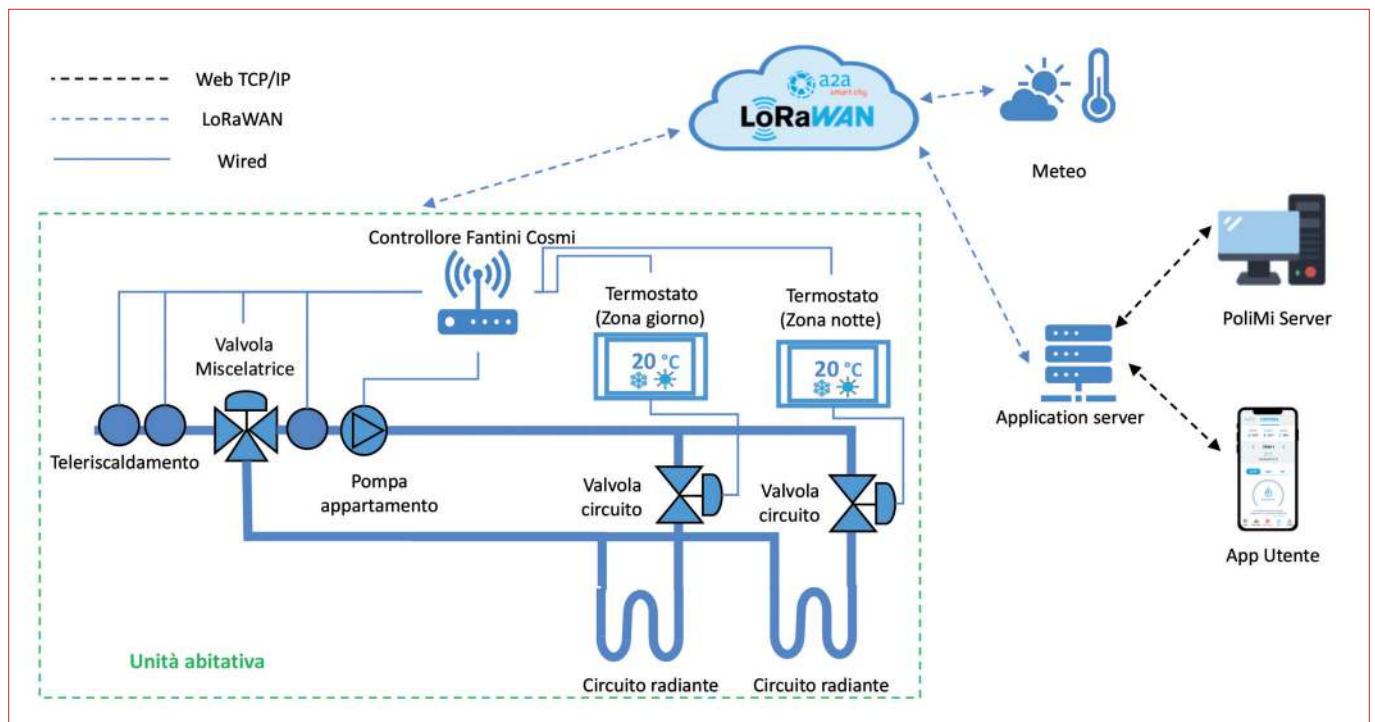 Web TCP/IP
LoRaWAN
Wired
a2a
smart city
LoRaWAN
Meteo
PoliMi Server
Application server
App Utente
Controllore Fantini Cosmi
Termostato
(Zona giorno)
20 °C
Termostato
(Zona notte)
20 °C
Valvola
Miscelatrice
Teleriscaldamento
Pompa
appartamento
Valvola
circuito
Valvola
circuito
Unità abitativa
Circuito radiante
Circuito radiante